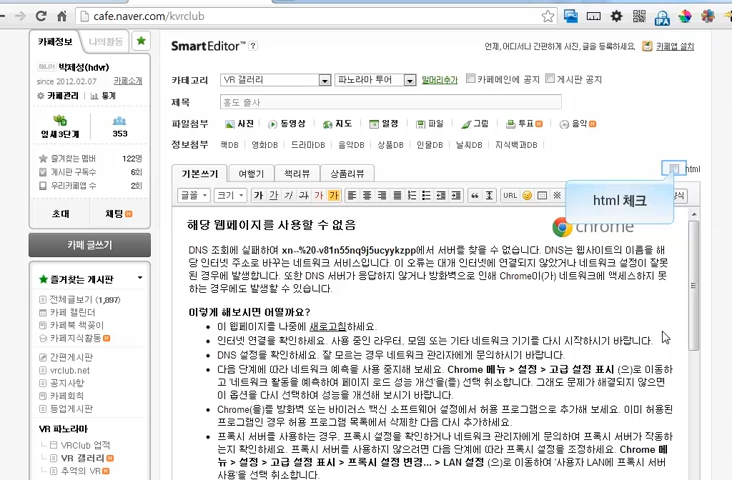 cafe.naver.com/kvrclub
카페정보 나의활동
박제성(hdvr)
since 2012.02.07 카페소개
카페관리 통계
잎새3단계 353
즐겨찾는 멤버 122명
게시판 구독수 6회
우리카페앱 수 2회
초대 채팅
카페 글쓰기
즐겨찾는 게시판
전체글보기 (1,897)
카페 캘린더
카페 북 책꽂이
카페지식활동
간편게시판
vrclub.net
공지사항
카페회칙
등업게시판
VR 파노라마
VRClub 업적
VR 갤러리
추억의 VR
SmartEditor™ ?
언제, 어디서나 간편하게 사진, 글을 등록하세요. 카페앱 설치
카테고리 VR 갤러리 파노라마 투어 말머리추가 카페메인에 공지 게시판 공지
제목 홍도 출사
파일첨부 사진 동영상 지도 일정 파일 그림 투표 음악
정보첨부 책DB 영화DB 드라마DB 음악DB 상품DB 인물DB 날씨DB 지식백과DB
기본쓰기 여행기 책리뷰 상품리뷰 html
글꼴 크기 가 가 가 가 가 가 URL 서식
html 체크
해당 웹페이지를 사용할 수 없음
chrome
DNS 조회에 실패하여 xn--%20-v81n55nq9j5ucyykzpp에서 서버를 찾을 수 없습니다. DNS는 웹사이트의 이름을 해
당 인터넷 주소로 바꾸는 네트워크 서비스입니다. 이 오류는 대개 인터넷에 연결되지 않았거나 네트워크 설정이 잘못
된 경우에 발생합니다. 또한 DNS 서버가 응답하지 않거나 방화벽으로 인해 Chrome이(가) 네트워크에 액세스하지 못
하는 경우에도 발생할 수 있습니다.
이렇게 해보시면 어떨까요?
이 웹페이지를 나중에 새로고침하세요.
인터넷 연결을 확인하세요. 사용 중인 라우터, 모뎀 또는 기타 네트워크 기기를 다시 시작하시기 바랍니다.
DNS 설정을 확인하세요. 잘 모르는 경우 네트워크 관리자에게 문의하시기 바랍니다.
다음 단계에 따라 네트워크 예측을 사용 중지해 보세요. Chrome 메뉴 > 설정 > 고급 설정 표시 (으)로 이동하
고 '네트워크 활동을 예측하여 페이지 로드 성능 개선'을(를) 선택 취소합니다. 그래도 문제가 해결되지 않으면
이 옵션을 다시 선택하여 성능을 개선해 보시기 바랍니다.
Chrome(을)를 방화벽 또는 바이러스 백신 소프트웨어 설정에서 허용 프로그램으로 추가해 보세요. 이미 허용된
프로그램인 경우 허용 프로그램 목록에서 삭제한 다음 다시 추가하세요.
프록시 서버를 사용하는 경우, 프록시 설정을 확인하거나 네트워크 관리자에게 문의하여 프록시 서버가 작동하
는지 확인하세요. 프록시 서버를 사용하지 않으려면 다음 단계에 따라 프록시 설정을 조정하세요. Chrome 메
뉴 > 설정 > 고급 설정 표시 > 프록시 설정 변경... > LAN 설정 (으)로 이동하여 '사용자 LAN에 프록시 서버
사용'을 선택 취소합니다.